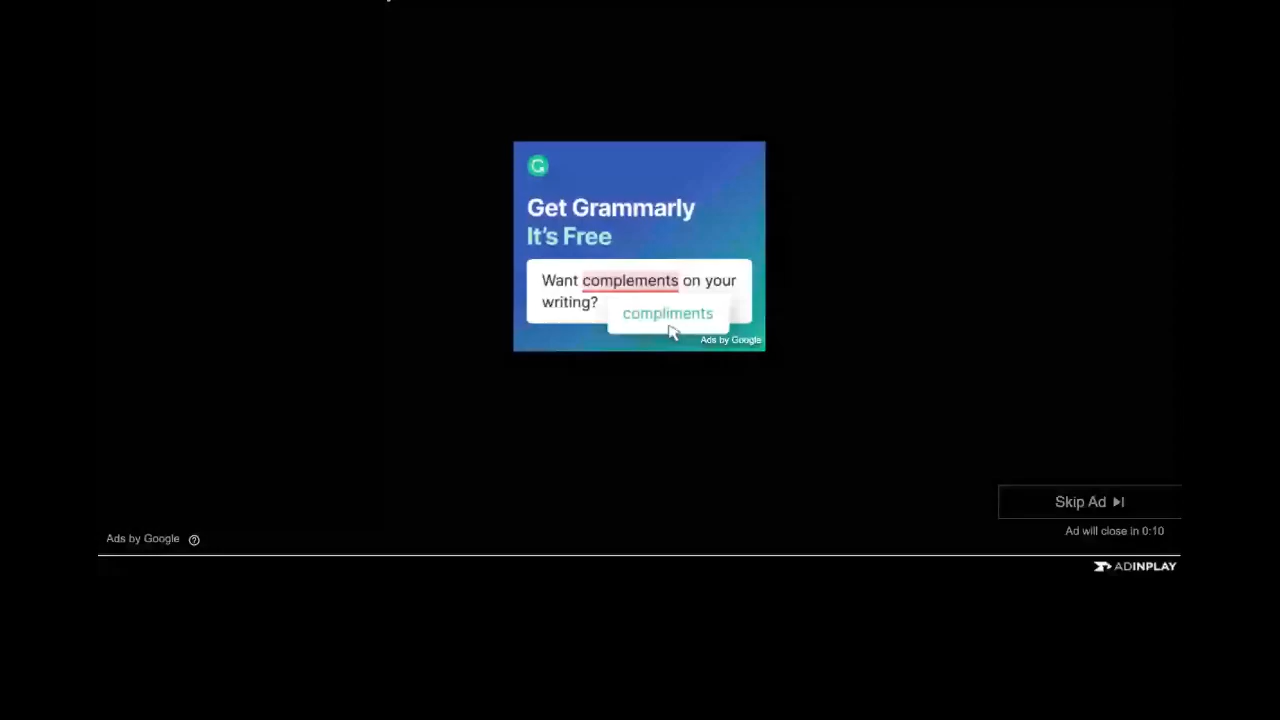 Get Grammarly
It's Free
Want complements on your
writing?
compliments
Ads by Google
Skip Ad
Ad will close in 0:10
Ads by Google
ADINPLAY